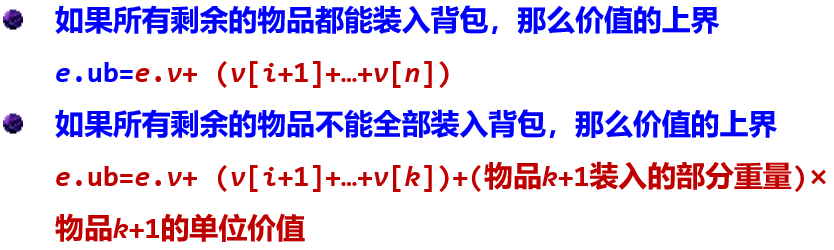 如果所有剩余的物品都能装入背包，那么价值的上界
e.ub=e.v+ (v[i+1]+…+v[n])
如果所有剩余的物品不能全部装入背包，那么价值的上界
e.ub=e.v+ (v[i+1]+…+v[k])+(物品k+1装入的部分重量)×
物品k+1的单位价值